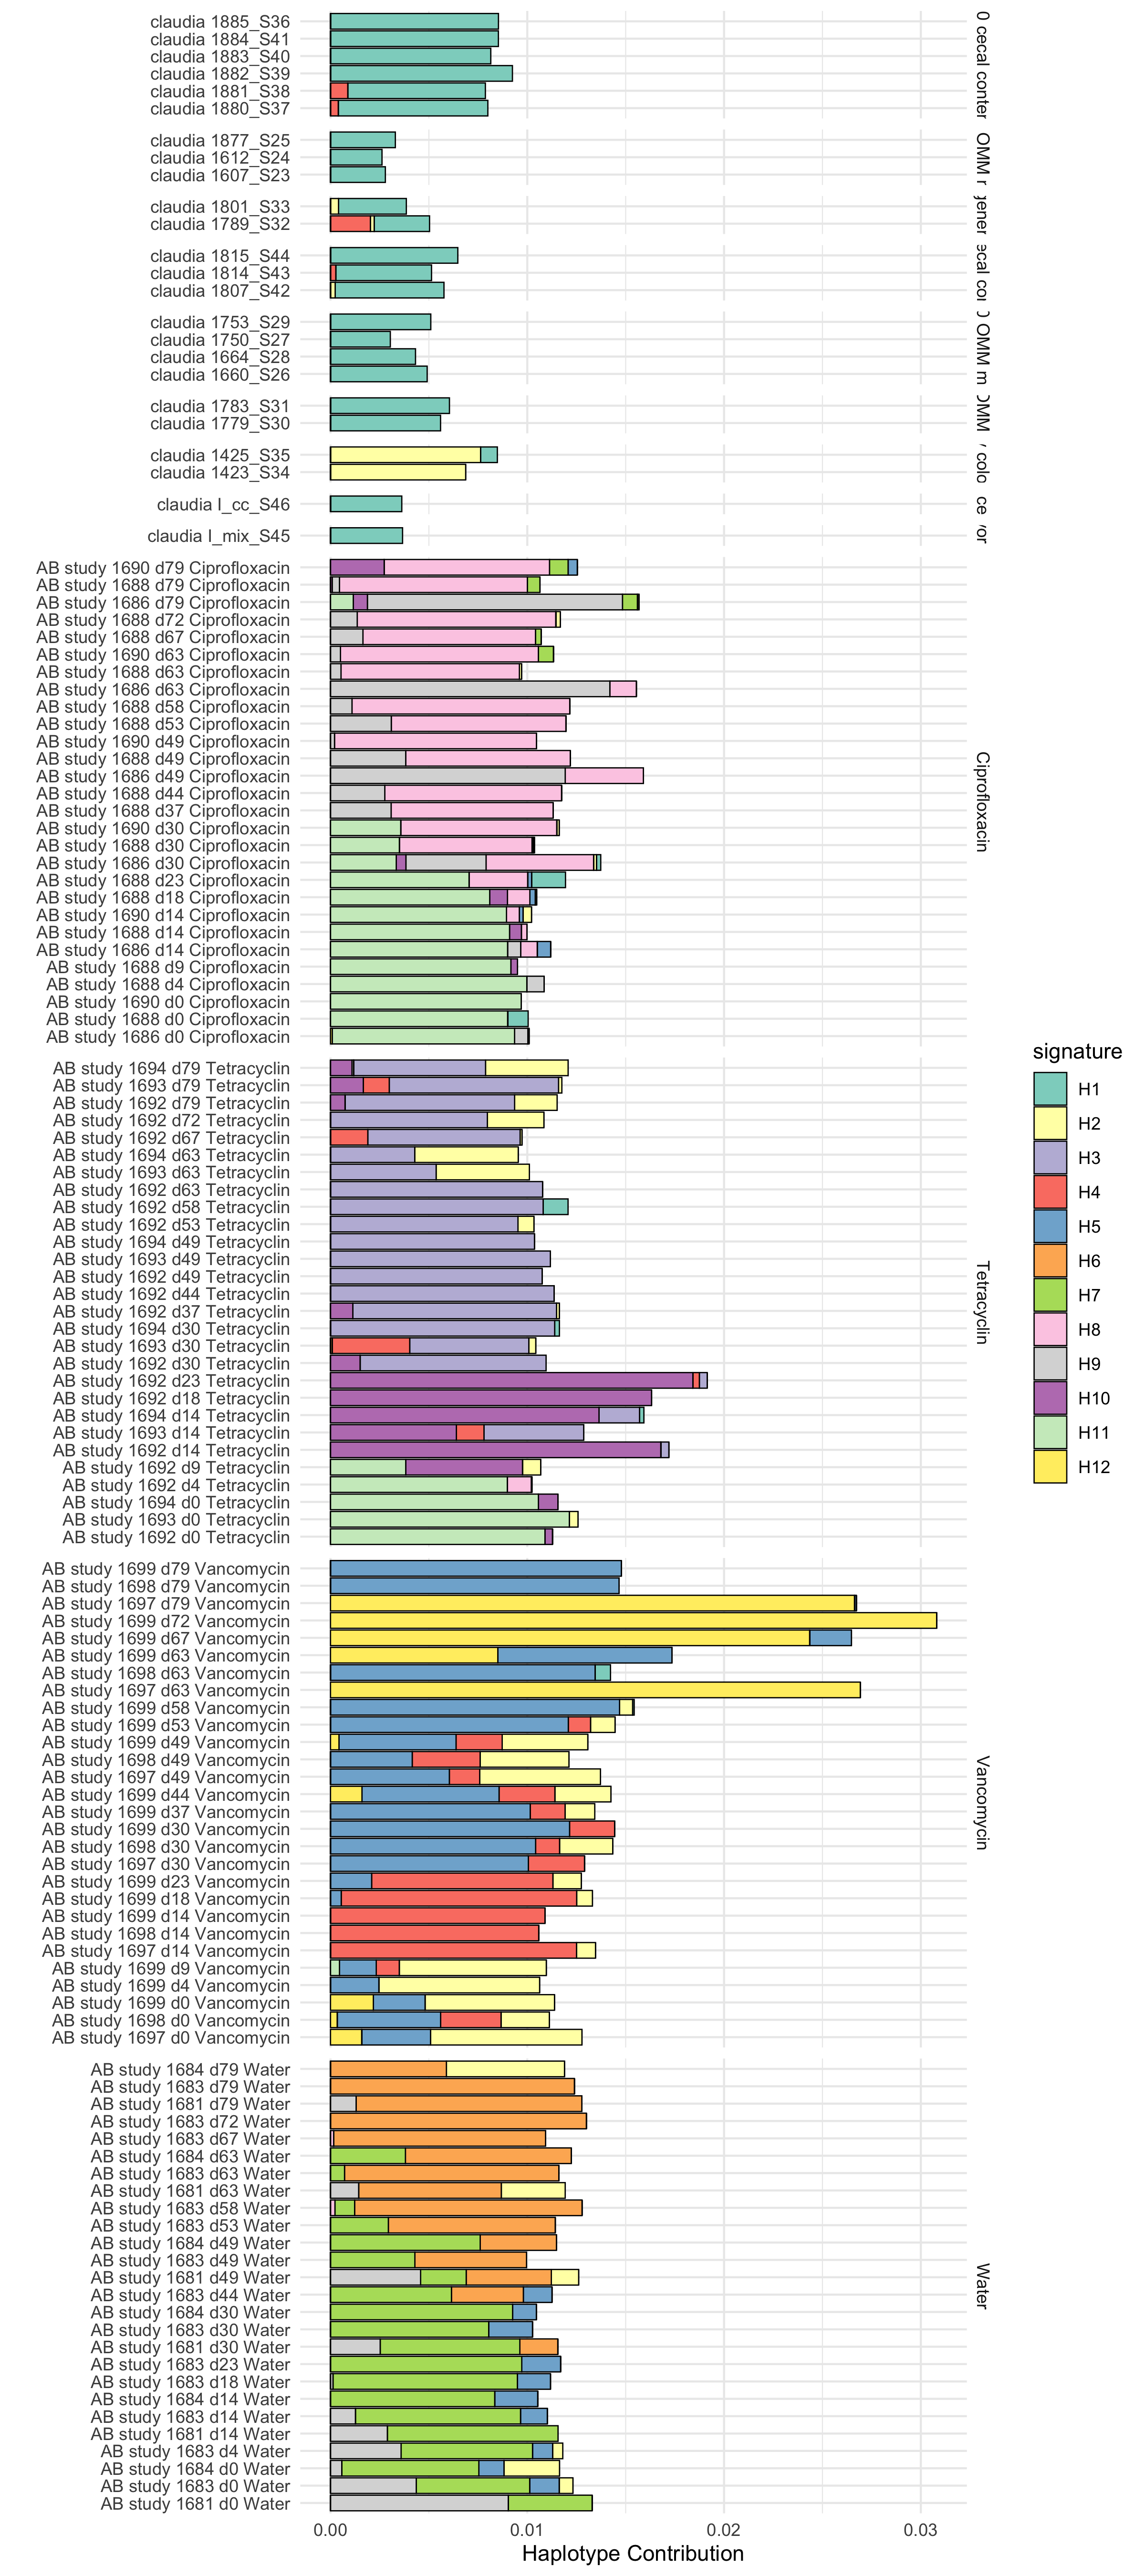 claudia 1885_S36
claudia 1884_S41
claudia 1883_S40
claudia 1882_S39
claudia 1881_S38
claudia 1880_S37
0 cecal conter
claudia 1877_S25
claudia 1612_S24
claudia 1607_S23
OMM r
claudia 1801_S33
claudia 1789_S32
jener
claudia 1815_S44
claudia 1814_S43
claudia 1807_S42
ecal coi
claudia 1753_S29
claudia 1750_S27
claudia 1664_S28
claudia 1660_S26
OMM m
claudia 1783_S31
claudia 1779_S30
OMM
claudia 1425_S35
claudia 1423_S34
colo
claudia I_cc_S46
ce
claudia I_mix_S45
or
AB study 1690 d79 Ciprofloxacin
AB study 1688 d79 Ciprofloxacin
AB study 1686 d79 Ciprofloxacin
AB study 1688 d72 Ciprofloxacin
AB study 1688 d67 Ciprofloxacin
AB study 1690 d63 Ciprofloxacin
AB study 1688 d63 Ciprofloxacin
AB study 1686 d63 Ciprofloxacin
AB study 1688 d58 Ciprofloxacin
AB study 1688 d53 Ciprofloxacin
AB study 1690 d49 Ciprofloxacin
AB study 1688 d49 Ciprofloxacin
AB study 1686 d49 Ciprofloxacin
AB study 1688 d44 Ciprofloxacin
AB study 1688 d37 Ciprofloxacin
AB study 1690 d30 Ciprofloxacin
AB study 1688 d30 Ciprofloxacin
AB study 1686 d30 Ciprofloxacin
AB study 1688 d23 Ciprofloxacin
AB study 1688 d18 Ciprofloxacin
AB study 1690 d14 Ciprofloxacin
AB study 1688 d14 Ciprofloxacin
AB study 1686 d14 Ciprofloxacin
AB study 1688 d9 Ciprofloxacin
AB study 1688 d4 Ciprofloxacin
AB study 1690 d0 Ciprofloxacin
AB study 1688 d0 Ciprofloxacin
AB study 1686 d0 Ciprofloxacin
Ciprofloxacin
AB study 1694 d79 Tetracyclin
AB study 1693 d79 Tetracyclin
AB study 1692 d79 Tetracyclin
AB study 1692 d72 Tetracyclin
AB study 1692 d67 Tetracyclin
AB study 1694 d63 Tetracyclin
AB study 1693 d63 Tetracyclin
AB study 1692 d63 Tetracyclin
AB study 1692 d58 Tetracyclin
AB study 1692 d53 Tetracyclin
AB study 1694 d49 Tetracyclin
AB study 1693 d49 Tetracyclin
AB study 1692 d49 Tetracyclin
AB study 1692 d44 Tetracyclin
AB study 1692 d37 Tetracyclin
AB study 1694 d30 Tetracyclin
AB study 1693 d30 Tetracyclin
AB study 1692 d30 Tetracyclin
AB study 1692 d23 Tetracyclin
AB study 1692 d18 Tetracyclin
AB study 1694 d14 Tetracyclin
AB study 1693 d14 Tetracyclin
AB study 1692 d14 Tetracyclin
AB study 1692 d9 Tetracyclin
AB study 1692 d4 Tetracyclin
AB study 1694 d0 Tetracyclin
AB study 1693 d0 Tetracyclin
AB study 1692 d0 Tetracyclin
Tetracyclin
AB study 1699 d79 Vancomycin
AB study 1698 d79 Vancomycin
AB study 1697 d79 Vancomycin
AB study 1699 d72 Vancomycin
AB study 1699 d67 Vancomycin
AB study 1699 d63 Vancomycin
AB study 1698 d63 Vancomycin
AB study 1697 d63 Vancomycin
AB study 1699 d58 Vancomycin
AB study 1699 d53 Vancomycin
AB study 1699 d49 Vancomycin
AB study 1698 d49 Vancomycin
AB study 1697 d49 Vancomycin
AB study 1699 d44 Vancomycin
AB study 1699 d37 Vancomycin
AB study 1699 d30 Vancomycin
AB study 1698 d30 Vancomycin
AB study 1697 d30 Vancomycin
AB study 1699 d23 Vancomycin
AB study 1699 d18 Vancomycin
AB study 1699 d14 Vancomycin
AB study 1698 d14 Vancomycin
AB study 1697 d14 Vancomycin
AB study 1699 d9 Vancomycin
AB study 1699 d4 Vancomycin
AB study 1699 d0 Vancomycin
AB study 1698 d0 Vancomycin
AB study 1697 d0 Vancomycin
Vancomycin
AB study 1684 d79 Water
AB study 1683 d79 Water
AB study 1681 d79 Water
AB study 1683 d72 Water
AB study 1683 d67 Water
AB study 1684 d63 Water
AB study 1683 d63 Water
AB study 1681 d63 Water
AB study 1683 d58 Water
AB study 1683 d53 Water
AB study 1684 d49 Water
AB study 1683 d49 Water
AB study 1681 d49 Water
AB study 1683 d44 Water
AB study 1684 d30 Water
AB study 1683 d30 Water
AB study 1681 d30 Water
AB study 1683 d23 Water
AB study 1683 d18 Water
AB study 1684 d14 Water
AB study 1683 d14 Water
AB study 1681 d14 Water
AB study 1683 d4 Water
AB study 1684 d0 Water
AB study 1683 d0 Water
AB study 1681 d0 Water
Water
0.00 0.01 0.02 0.03
Haplotype Contribution
signature
H1
H2
H3
H4
H5
H6
H7
H8
H9
H10
H11
H12